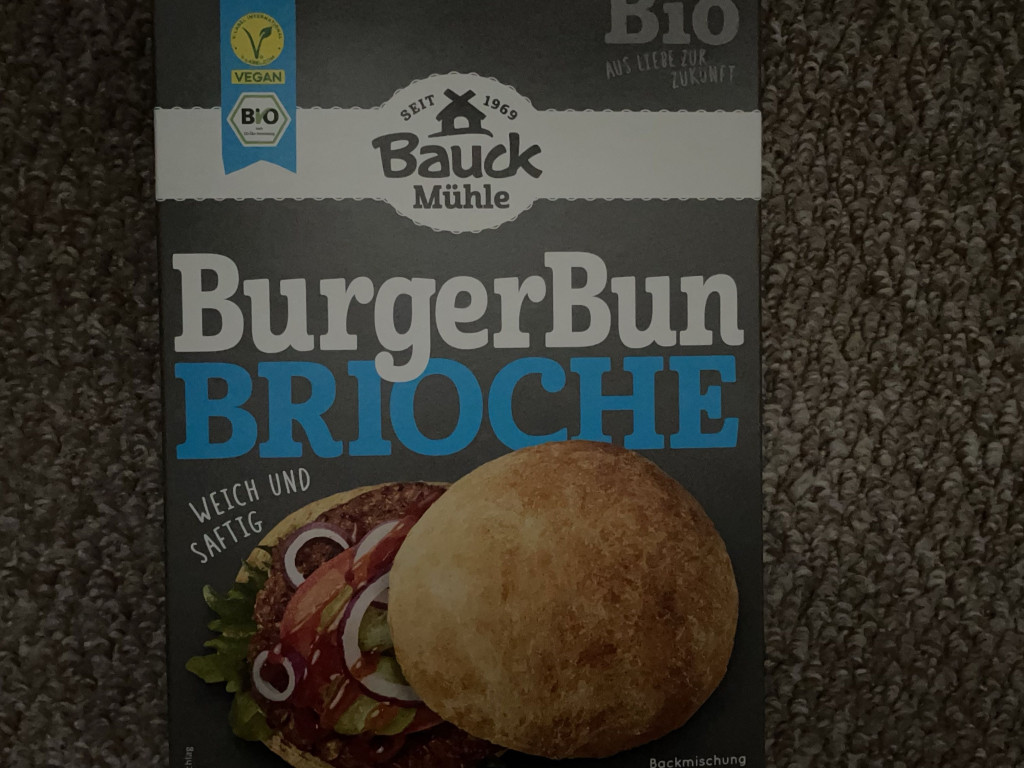 Bio
AUS LIEBE ZUR
ZUKUNFT
VEGAN
BIO
SEIT 1969
Bauck
Mühle
BurgerBun
BRIOCHE
WEICH UND
SAFTIG
Backmischung